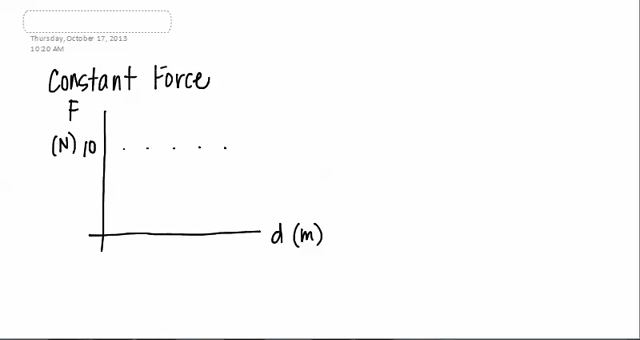 Thursday, October 17, 2013
10:20 AM
Constant Force
F
(N) 10
d (m)